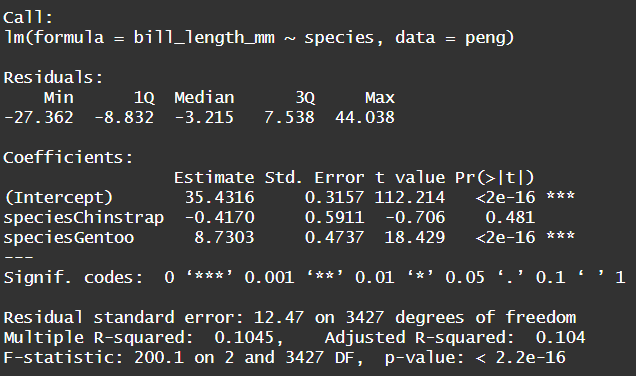 Call:
lm(formula = bill_length_mm ~ species, data = peng)

Residuals:
    Min      1Q  Median      3Q     Max
-27.362  -8.832  -3.215   7.538  44.038

Coefficients:
                 Estimate Std. Error t value Pr(>|t|)
(Intercept)       35.4316     0.3157 112.214   <2e-16 ***
speciesChinstrap  -0.4170     0.5911  -0.706    0.481
speciesGentoo      8.7303     0.4737  18.429   <2e-16 ***
---
Signif. codes:  0 ‘***’ 0.001 ‘**’ 0.01 ‘*’ 0.05 ‘.’ 0.1 ‘ ’ 1

Residual standard error: 12.47 on 3427 degrees of freedom
Multiple R-squared:  0.1045,    Adjusted R-squared:  0.104
F-statistic: 200.1 on 2 and 3427 DF,  p-value: < 2.2e-16